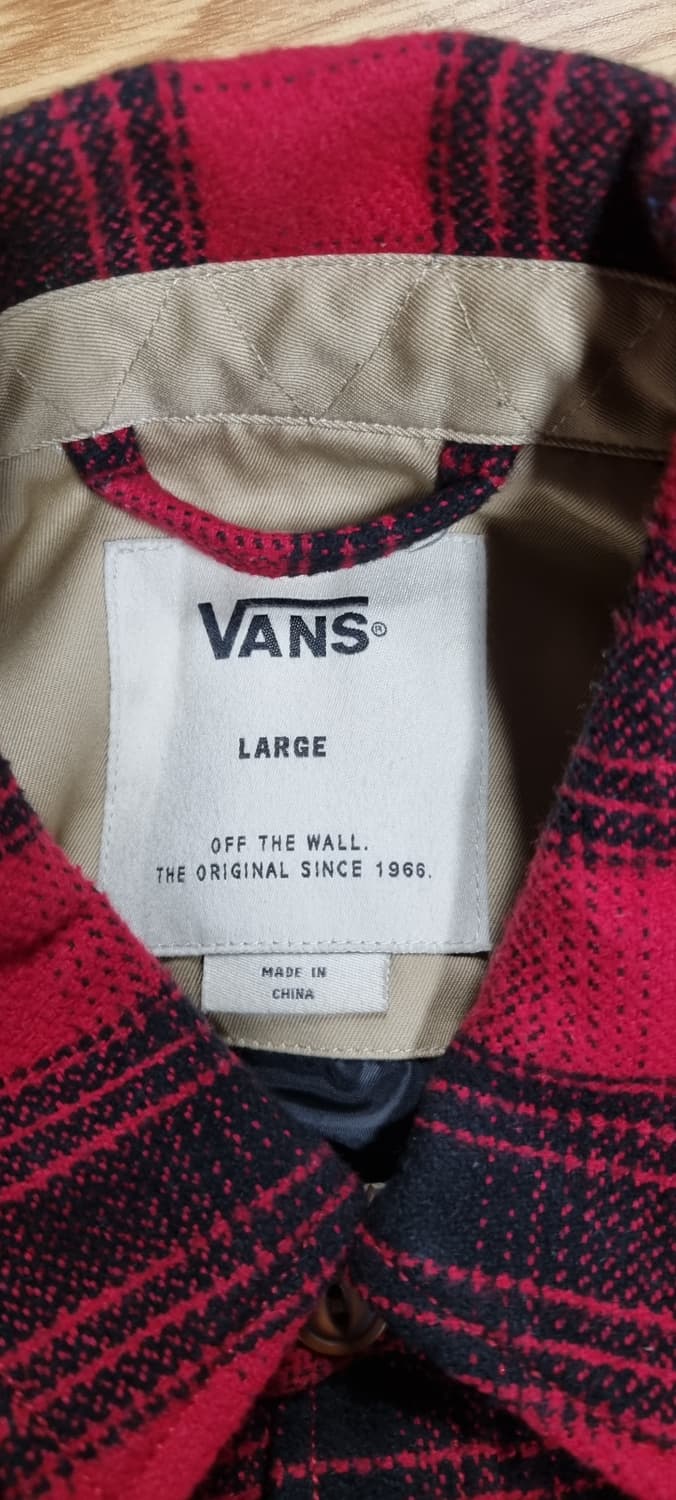 VANS®
LARGE
OFF THE WALL.
THE ORIGINAL SINCE 1966.
MADE IN
CHINA